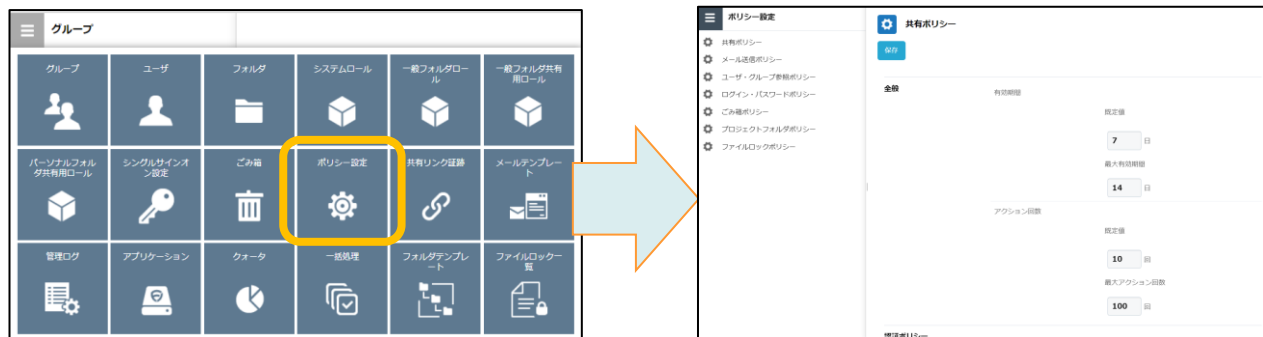 グループ
グループ
ユーザ
フォルダ
システムロール
一般フォルダロー
ル
一般フォルダ共有
用ロール
パーソナルフォル
ダ共有用ロール
シングルサインオ
ン設定
ごみ箱
ポリシー設定
共有リンク証跡
メールテンプレー
ト
管理ログ
アプリケーション
クォータ
一括処理
フォルダテンプレ
ート
ファイルロック一
覧
ポリシー設定
共有ポリシー
メール送信ポリシー
ユーザ・グループ参照ポリシー
ログイン・パスワードポリシー
ごみ箱ポリシー
プロジェクトフォルダポリシー
ファイルロックポリシー
共有ポリシー
保存
全般
有効期間
既定値
7 日
最大有効期間
14 日
アクション回数
既定値
10 回
最大アクション回数
100 回